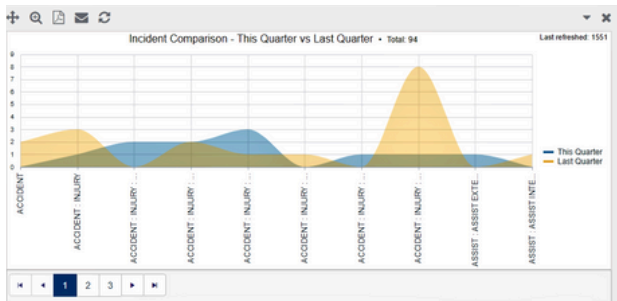 Incident Comparison - This Quarter vs Last Quarter • Total: 94
Last refreshed: 1551
9
8
7
6
5
4
3
2
1
0
This Quarter
Last Quarter
ACCIDENT
ACCIDENT : INJURY
ACCIDENT : INJURY : ...
ACCIDENT : INJURY : ...
ACCIDENT : INJURY : ...
ACCIDENT : INJURY : ...
ACCIDENT : INJURY : ...
ACCIDENT : INJURY : ...
ASSIST : ASSIST EXTE...
ASSIST : ASSIST INTE...
1 2 3